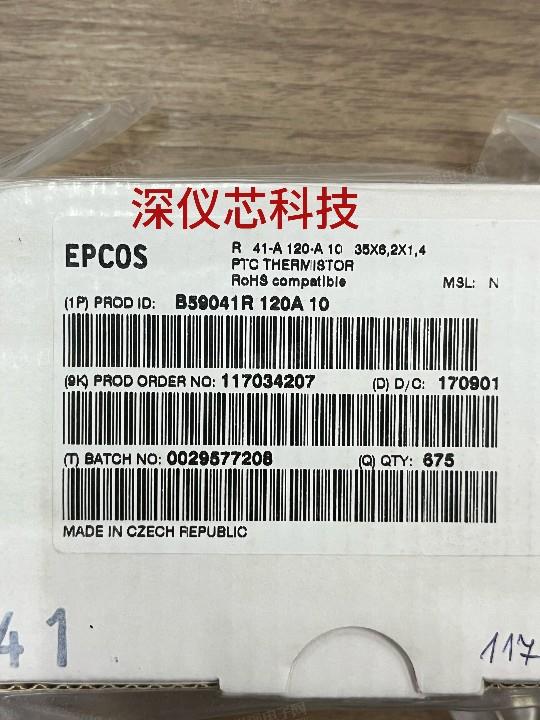 深仪芯科技
EPCOS
R 41-A 120-A 10 35X6,2X1,4
PTC THERMISTOR
RoHS compatible
MSL: N
(1P) PROD ID: B59041R 120A 10
(9K) PROD ORDER NO: 117034207 (D) D/C: 170901
(T) BATCH NO: 0029577208 (Q) QTY: 675
MADE IN CZECH REPUBLIC
41
117